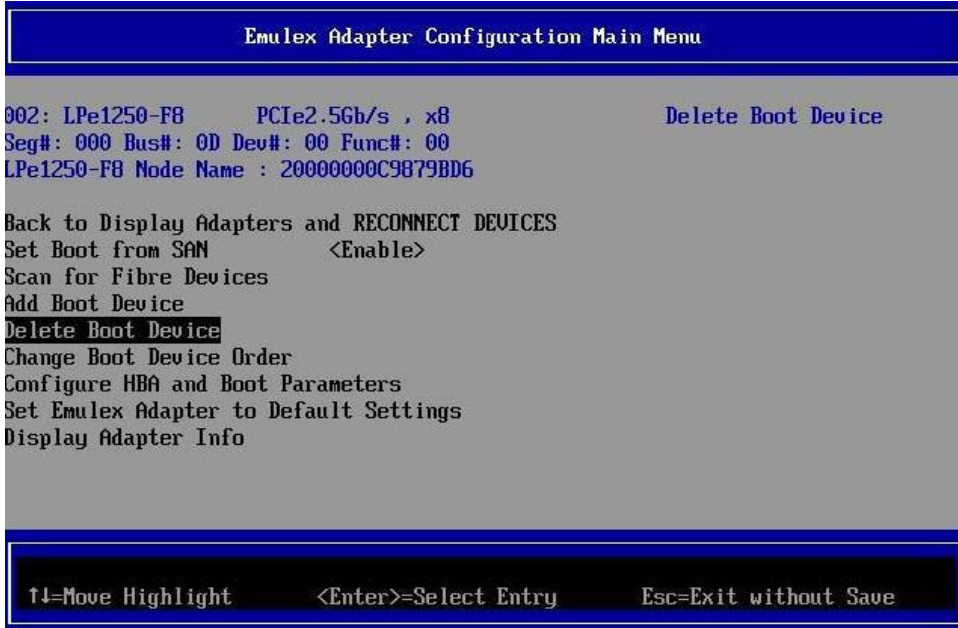 Emulex Adapter Configuration Main Menu
002: LPe1250-F8 PCIe2.5Gb/s , x8 Delete Boot Device
Seg#: 000 Bus#: 0D Dev#: 00 Func#: 00
LPe1250-F8 Node Name : 20000000C9879BD6
Back to Display Adapters and RECONNECT DEVICES
Set Boot from SAN <Enable>
Scan for Fibre Devices
Add Boot Device
Delete Boot Device
Change Boot Device Order
Configure HBA and Boot Parameters
Set Emulex Adapter to Default Settings
Display Adapter Info
↑↓=Move Highlight <Enter>=Select Entry Esc=Exit without Save